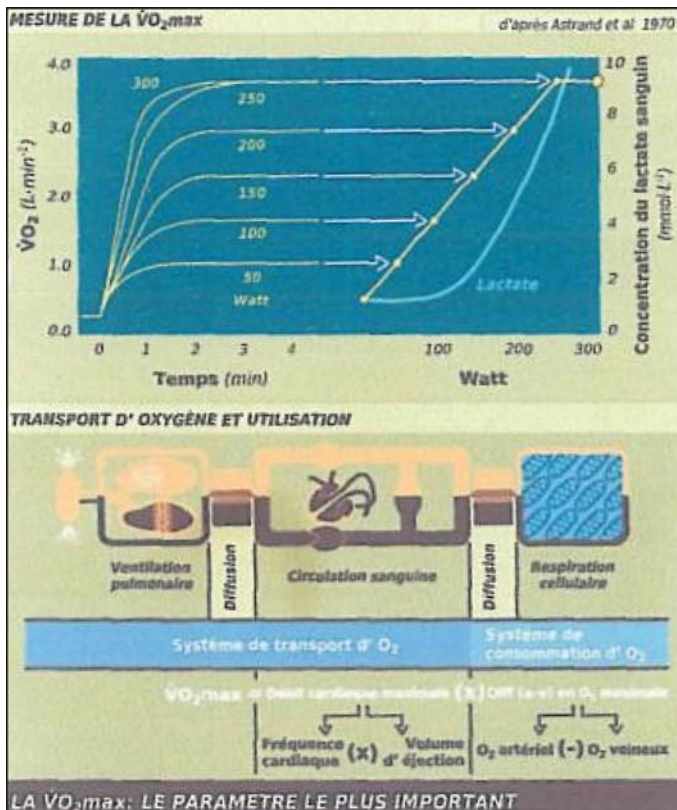 MESURE DE LA V̇O₂max
d'après Astrand et al 1970
4.0
3.0
2.0
1.0
0.0
V̇O₂ (L·min⁻¹)
300
250
200
150
100
50
Watt
0 1 2 3 4
Temps (min)
Lactate
100 200 300
Watt
10
8
6
4
2
0
Concentration du lactate sanguin
(mmol L⁻¹)
TRANSPORT D' OXYGÈNE ET UTILISATION
Ventilation
pulmonaire
Diffusion
Circulation sanguine
Diffusion
Respiration
cellulaire
Système de transport d' O₂
Système de
consommation d' O₂
V̇O₂max = Débit cardiaque maximale (x) Diff (a-v) en O₂ maximale
Fréquence
cardiaque
(x)
Volume
d' éjection
O₂ artériel (-) O₂ veineux
LA V̇O₂max: LE PARAMETRE LE PLUS IMPORTANT